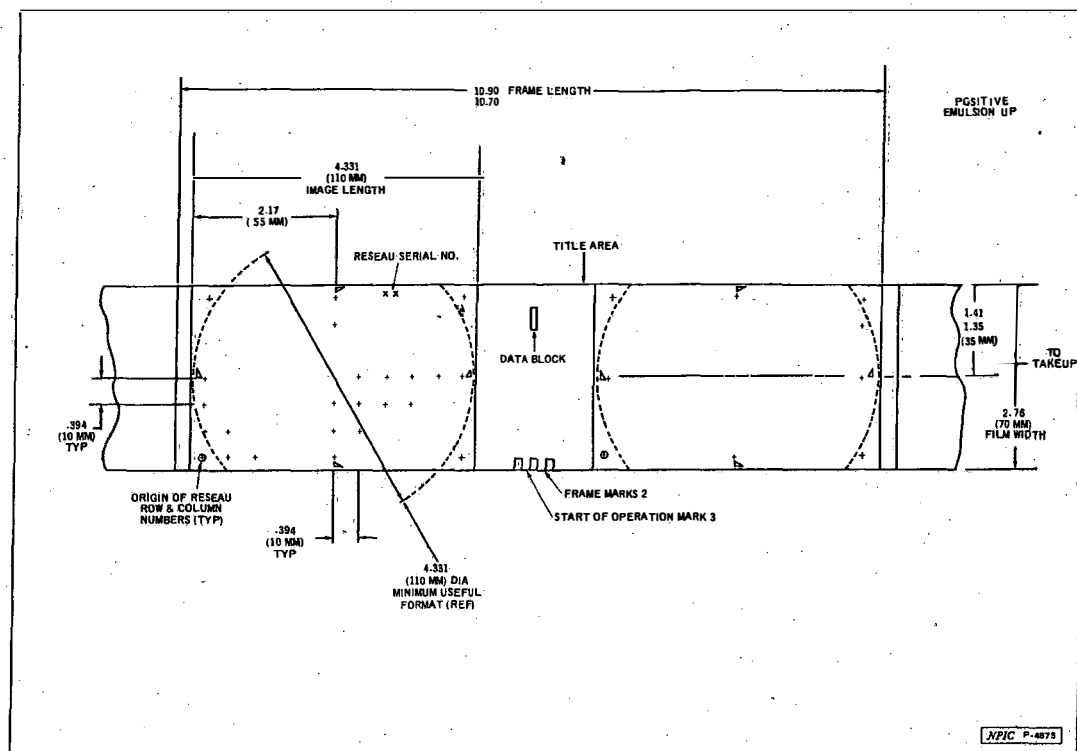 10.90 FRAME LENGTH
10.70
POSITIVE
EMULSION UP
4.331
(110 MM)
IMAGE LENGTH
2.17
( 55 MM)
RESEAU SERIAL NO.
TITLE AREA
x x
DATA BLOCK
1.41
1.35
(35 MM)
TO
TAKEUP
2.76
(70 MM)
FILM WIDTH
.394
(10 MM)
TYP
ORIGIN OF RESEAU
ROW & COLUMN
NUMBERS (TYP)
.394
(10 MM)
TYP
FRAME MARKS 2
START OF OPERATION MARK 3
4.331
(110 MM) DIA
MINIMUM USEFUL
FORMAT (REF)
NPIC P-4875